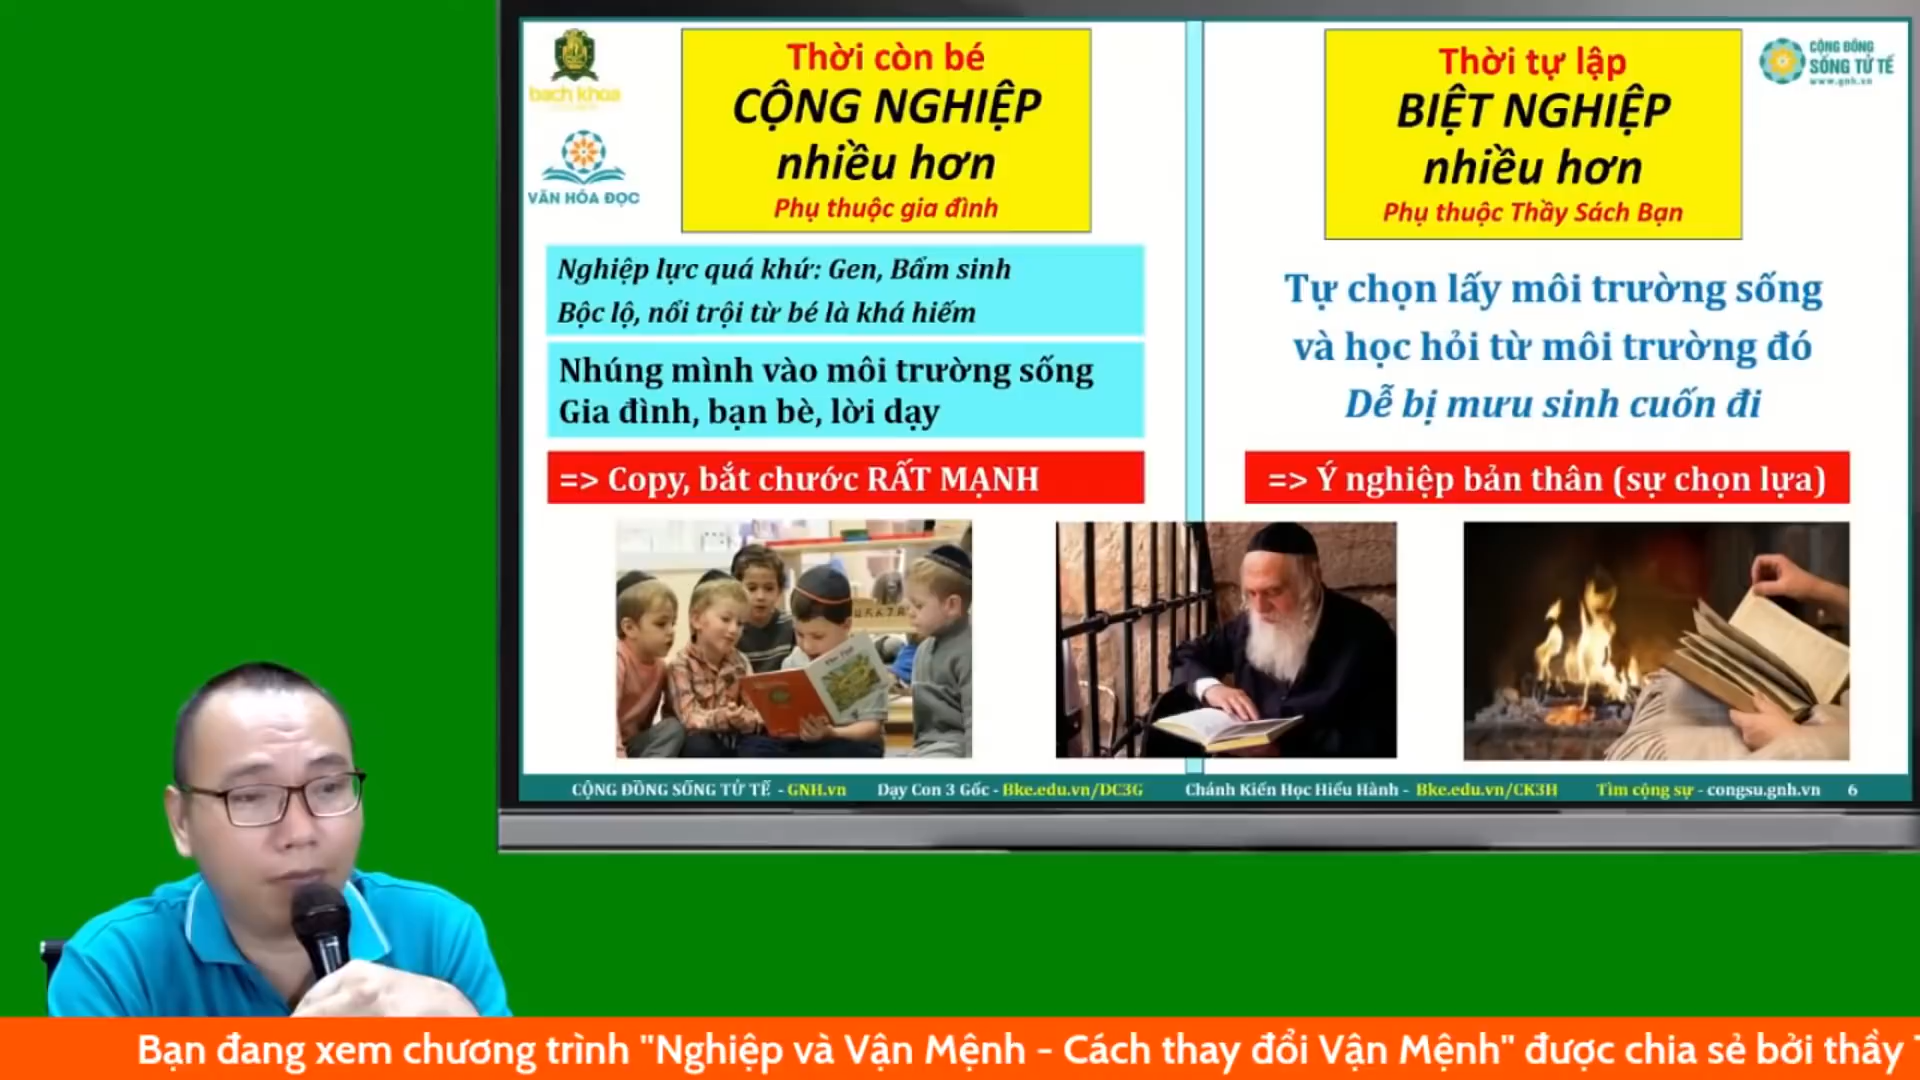 bach khoa
VĂN HÓA ĐỌC
Thời còn bé
CỘNG NGHIỆP
nhiều hơn
Phụ thuộc gia đình
Nghiệp lực quá khứ: Gen, Bẩm sinh
Bộc lộ, nổi trội từ bé là khá hiếm
Nhúng mình vào môi trường sống
Gia đình, bạn bè, lời dạy
=> Copy, bắt chước RẤT MẠNH
Thời tự lập
BIỆT NGHIỆP
nhiều hơn
Phụ thuộc Thầy Sách Bạn
CỘNG ĐỒNG
SỐNG TỬ TẾ
www.gnh.vn
Tự chọn lấy môi trường sống
và học hỏi từ môi trường đó
Dễ bị mưu sinh cuốn đi
=> Ý nghiệp bản thân (sự chọn lựa)
CỘNG ĐỒNG SỐNG TỬ TẾ - GNH.vn Dạy Con 3 Gốc - Bke.edu.vn/DC3G Chánh Kiến Học Hiểu Hành - Bke.edu.vn/CK3H Tìm cộng sự - congsu.gnh.vn 6
Bạn đang xem chương trình "Nghiệp và Vận Mệnh - Cách thay đổi Vận Mệnh" được chia sẻ bởi thầy